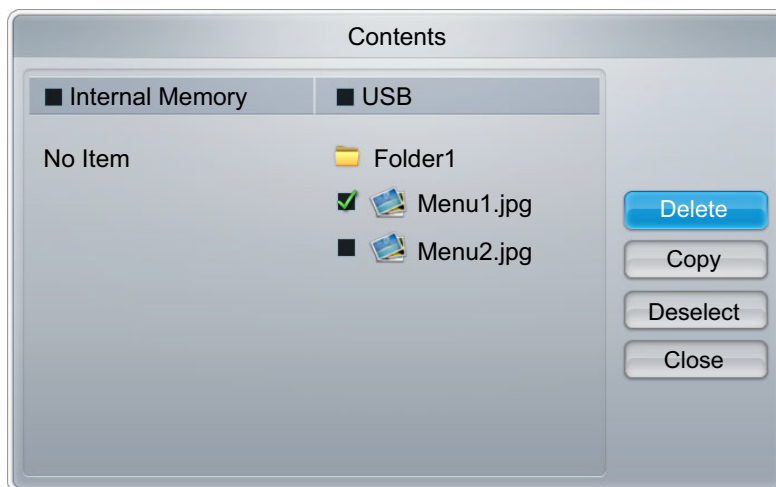 Contents
Internal Memory
USB
No Item
Folder1
Menu1.jpg
Menu2.jpg
Delete
Copy
Deselect
Close